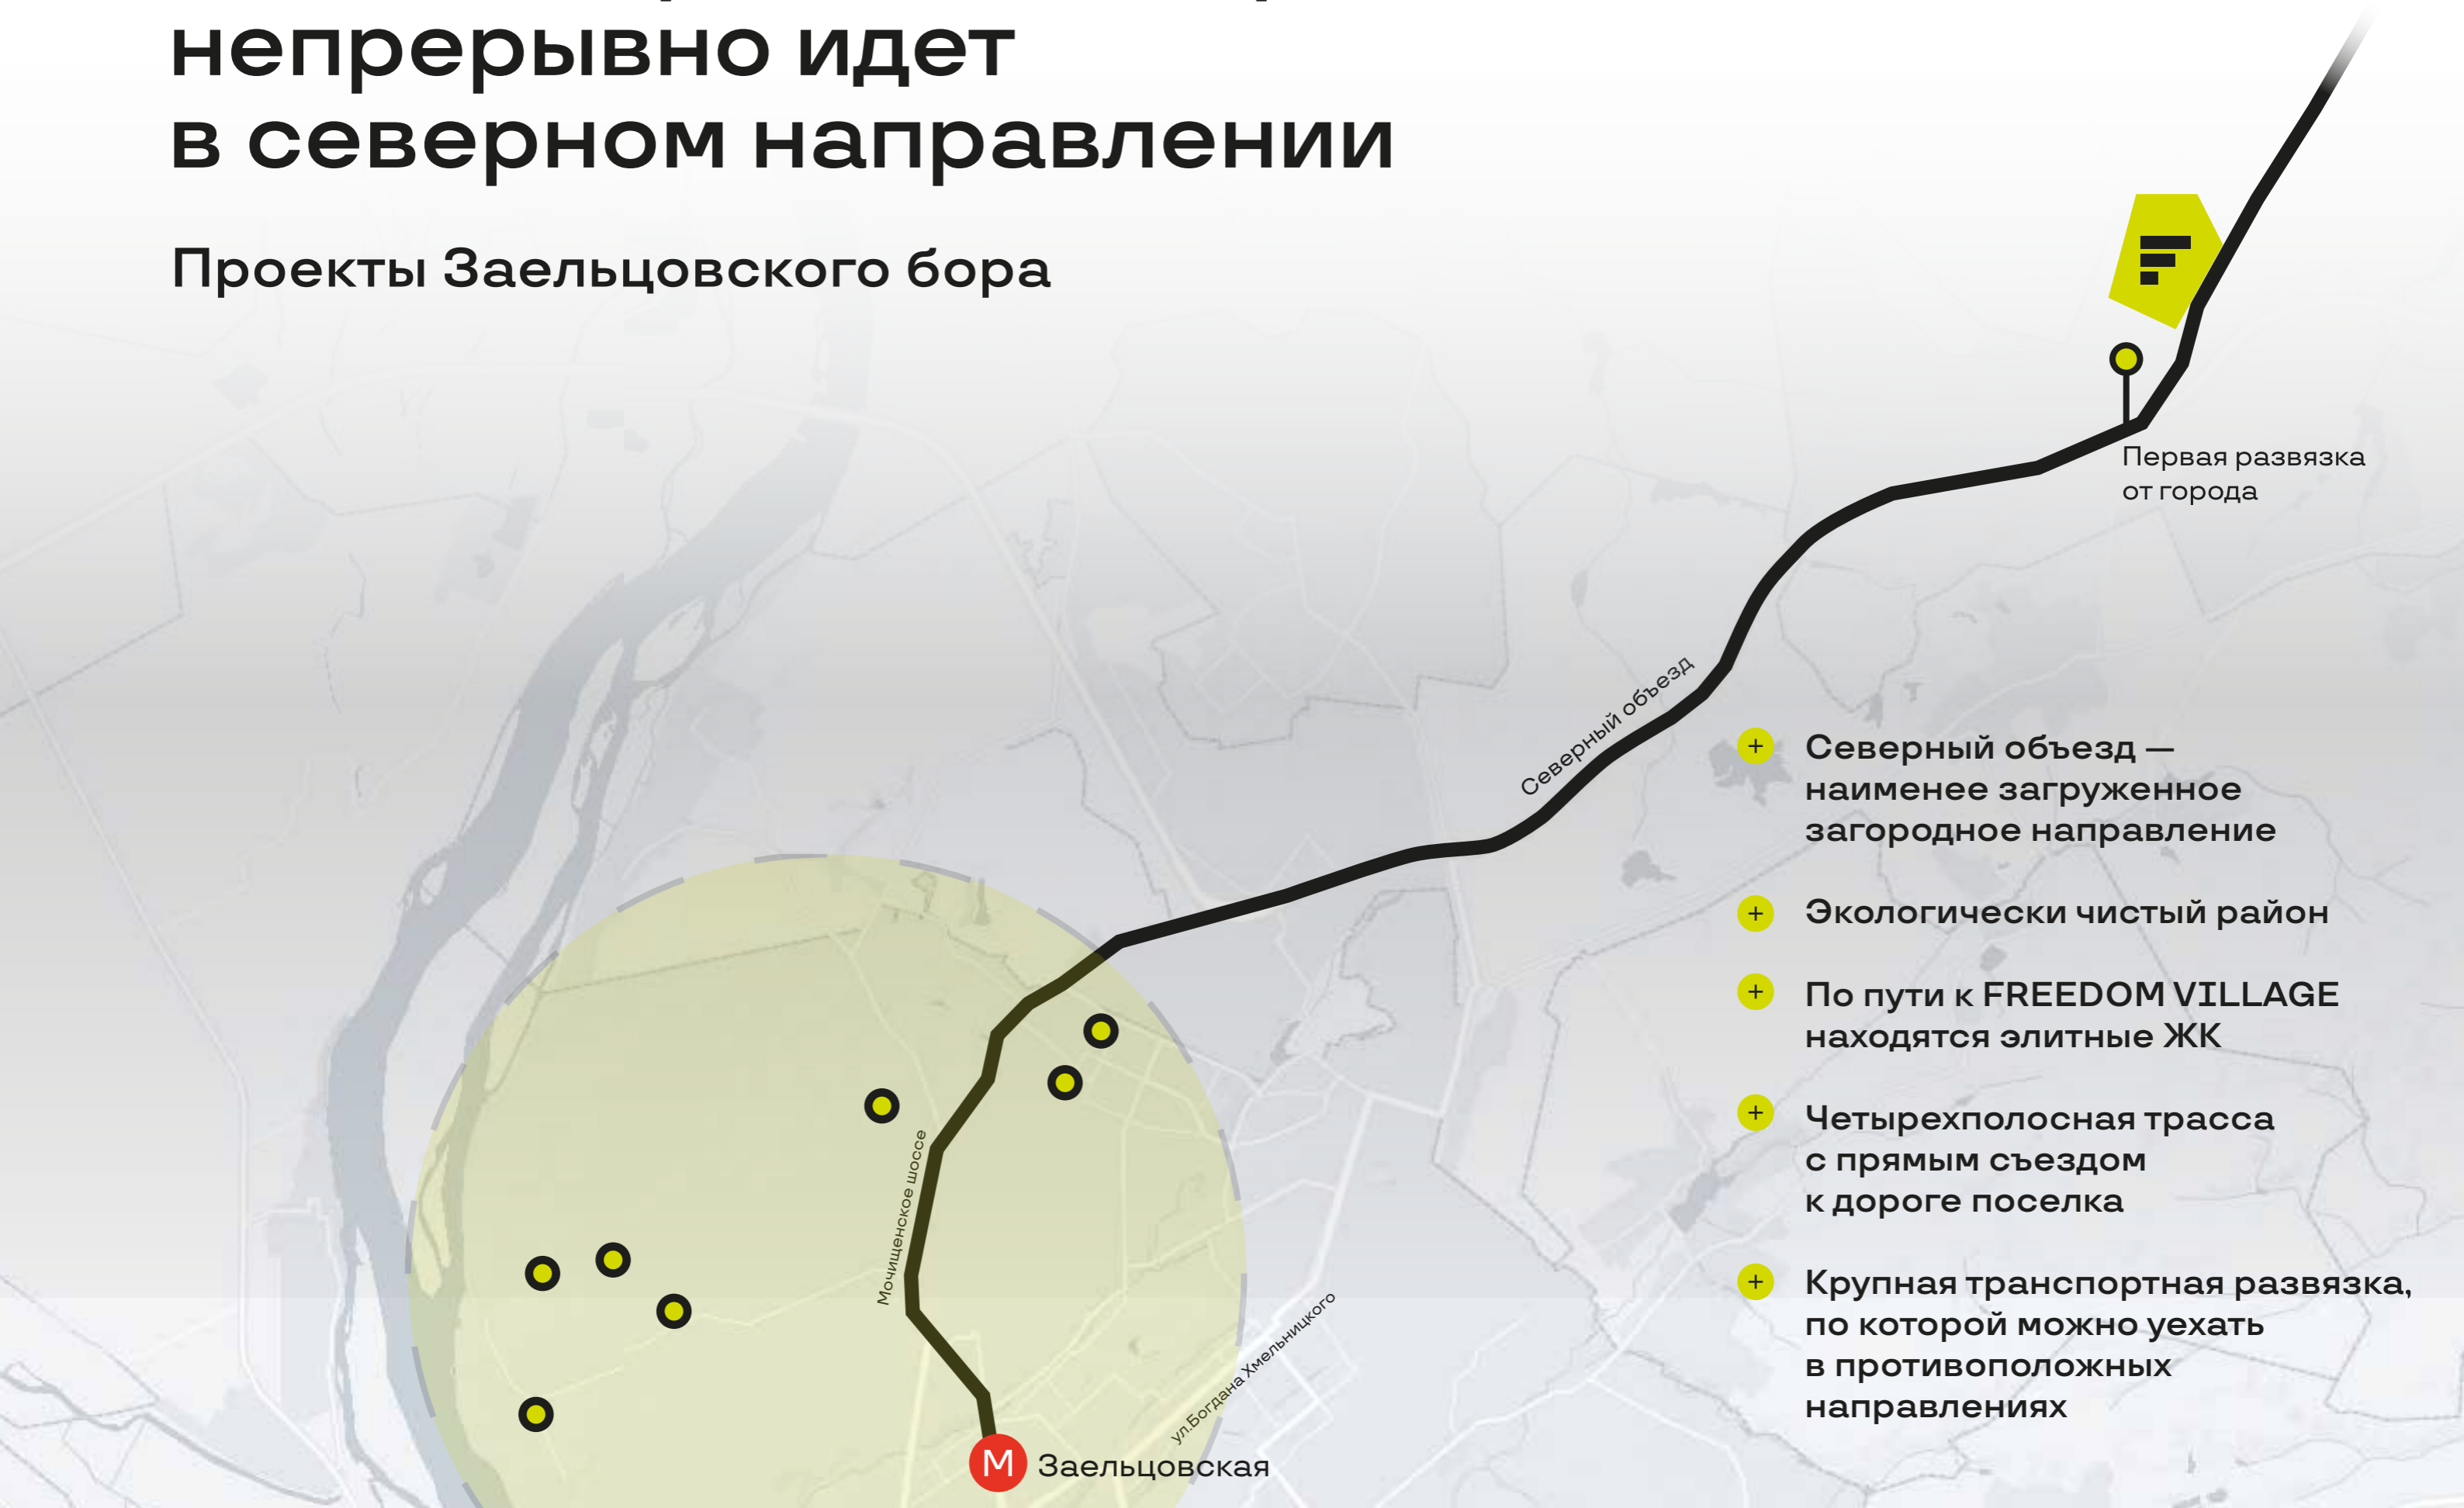 непрерывно идет
в северном направлении
Проекты Заельцовского бора
Первая развязка
от города
Северный объезд
Северный объезд —
наименее загруженное
загородное направление
Экологически чистый район
По пути к FREEDOM VILLAGE
находятся элитные ЖК
Четырехполосная трасса
с прямым съездом
к дороге поселка
Крупная транспортная развязка,
по которой можно уехать
в противоположных
направлениях
Мочищенское шоссе
ул.Богдана Хмельницкого
М Заельцовская